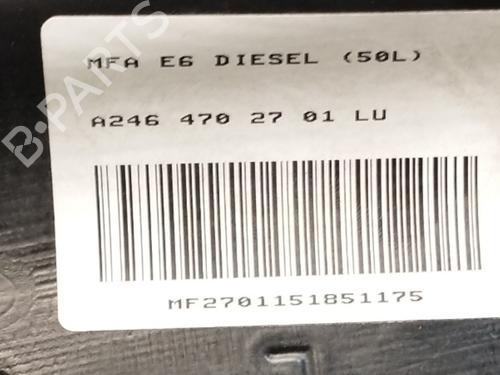 MFA E6 DIESEL (50L)
A246 470 27 01 LU
MF2701151851175
B-PARTS